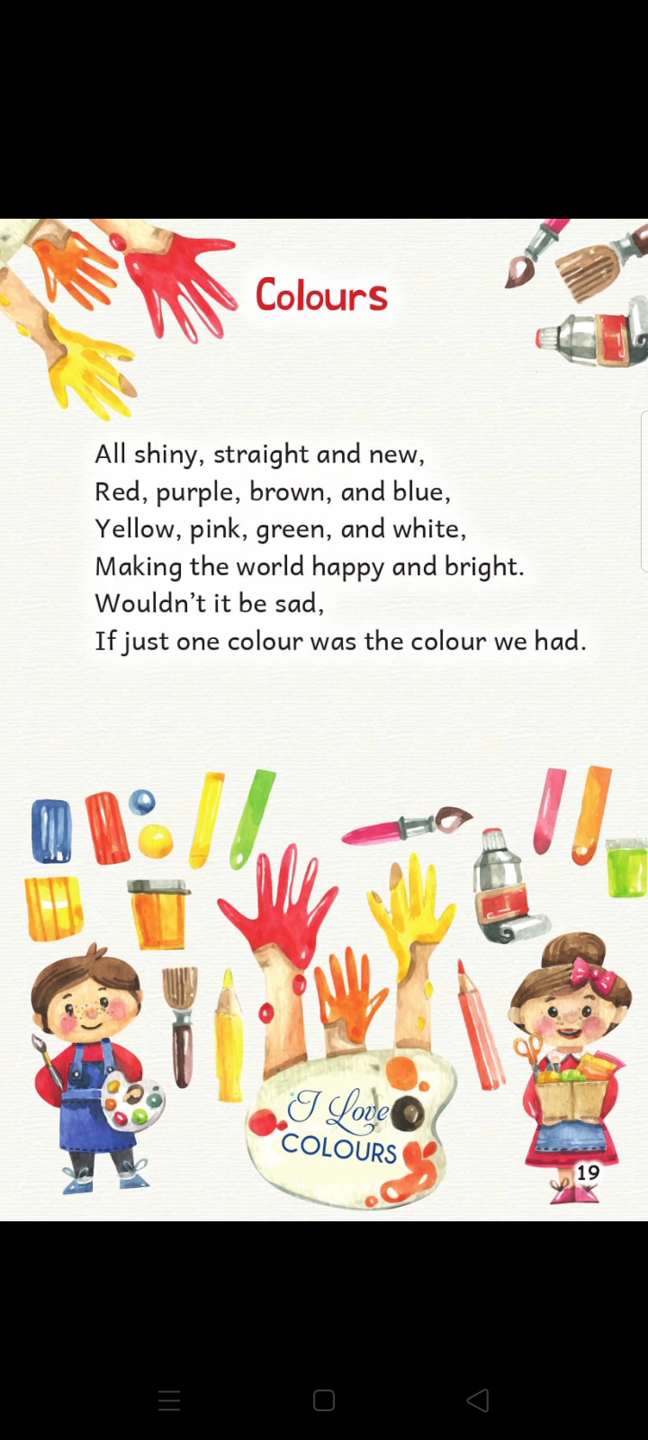 Colours
All shiny, straight and new,
Red, purple, brown, and blue,
Yellow, pink, green, and white,
Making the world happy and bright.
Wouldn’t it be sad,
If just one colour was the colour we had.
I Love
COLOURS
19